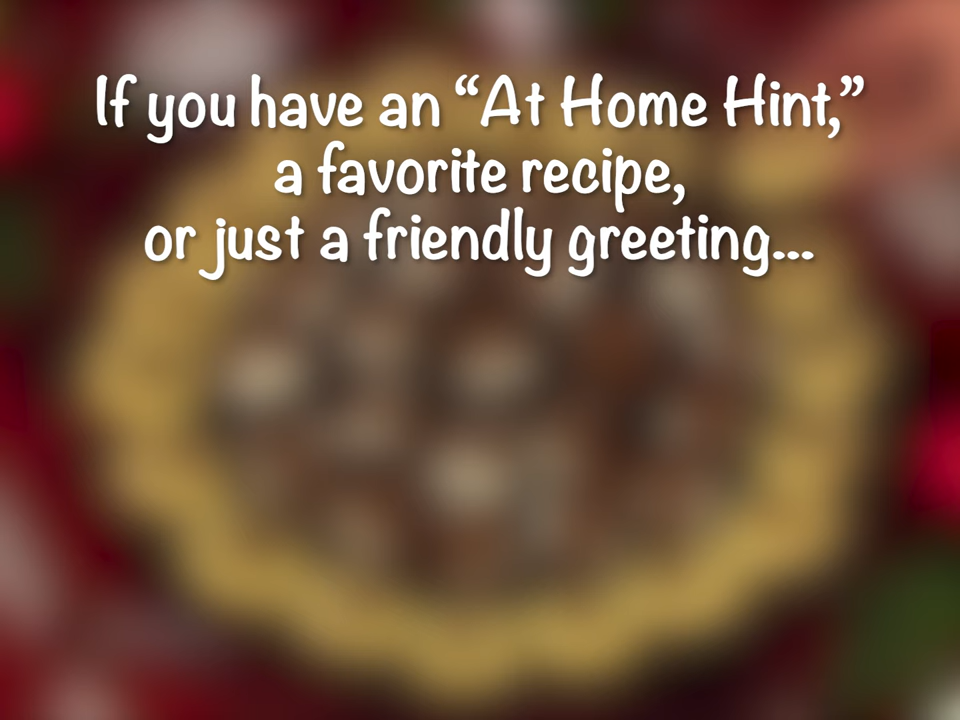 If you have an “At Home Hint,”
a favorite recipe,
or just a friendly greeting...